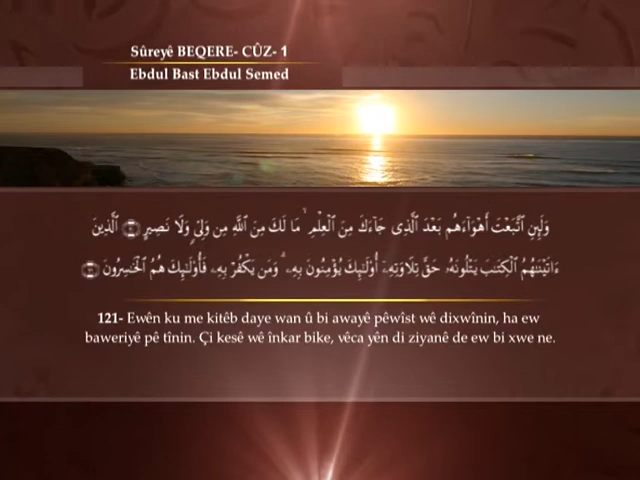 Sûreyê BEQERE- CÛZ- 1
Ebdul Bast Ebdul Semed
وَلَئِنِ ٱتَّبَعْتَ أَهْوَآءَهُم بَعْدَ ٱلَّذِى جَآءَكَ مِنَ ٱلْعِلْمِ ۙ مَا لَكَ مِنَ ٱللَّهِ مِن وَلِىٍّ وَلَا نَصِيرٍ ٱلَّذِينَ
ءَاتَيْنَٰهُمُ ٱلْكِتَٰبَ يَتْلُونَهُۥ حَقَّ تِلَاوَتِهِۦٓ أُو۟لَٰٓئِكَ يُؤْمِنُونَ بِهِۦ ۗ وَمَن يَكْفُرْ بِهِۦ فَأُو۟لَٰٓئِكَ هُمُ ٱلْخَٰسِرُونَ
121- Ewên ku me kitêb daye wan û bi awayê pêwîst wê dixwînin, ha ew
baweriyê pê tînin. Çi kesê wê înkar bike, vêca yên di ziyanê de ew bi xwe ne.